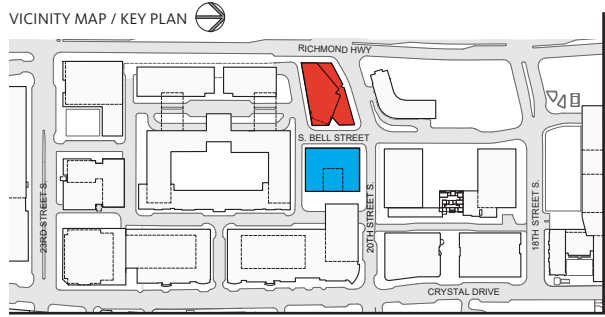 VICINITY MAP / KEY PLAN
RICHMOND HWY
S. BELL STREET
23RD STREET S.
20TH STREET S.
18TH STREET S.
CRYSTAL DRIVE